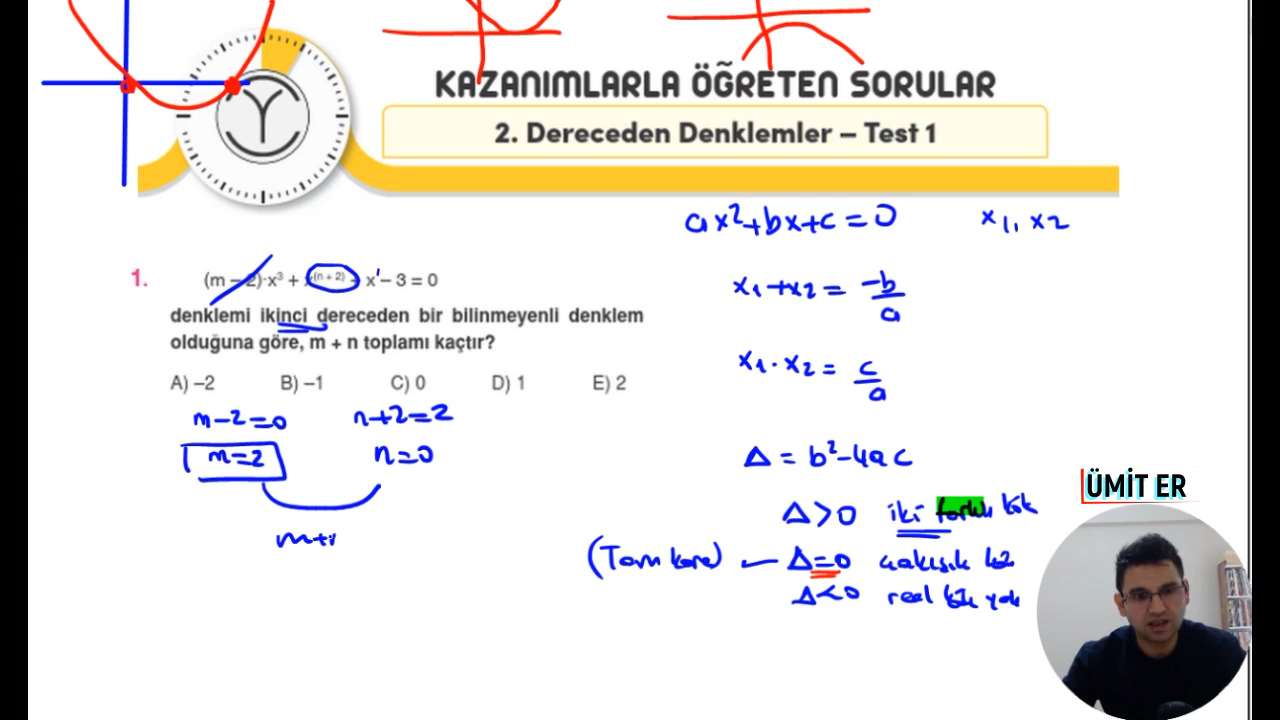 KAZANIMLARLA ÖĞRETEN SORULAR
2. Dereceden Denklemler – Test 1
ax²+bx+c=0 x₁, x₂
1. (m – 2)·x³ + x⁽ⁿ⁺²⁾ – x¹ – 3 = 0
x₁+x₂ = -b/a
denklemi ikinci dereceden bir bilinmeyenli denklem
olduğuna göre, m + n toplamı kaçtır?
x₁·x₂ = c/a
A) –2 B) –1 C) 0 D) 1 E) 2
m-2=0 n+2=2
m=2 n=0
Δ = b²-4ac
ÜMİT ER
Δ>0 iki farklı kök
m+
(Tam kare) Δ=0 çakışık kök
Δ<0 reel kök yok